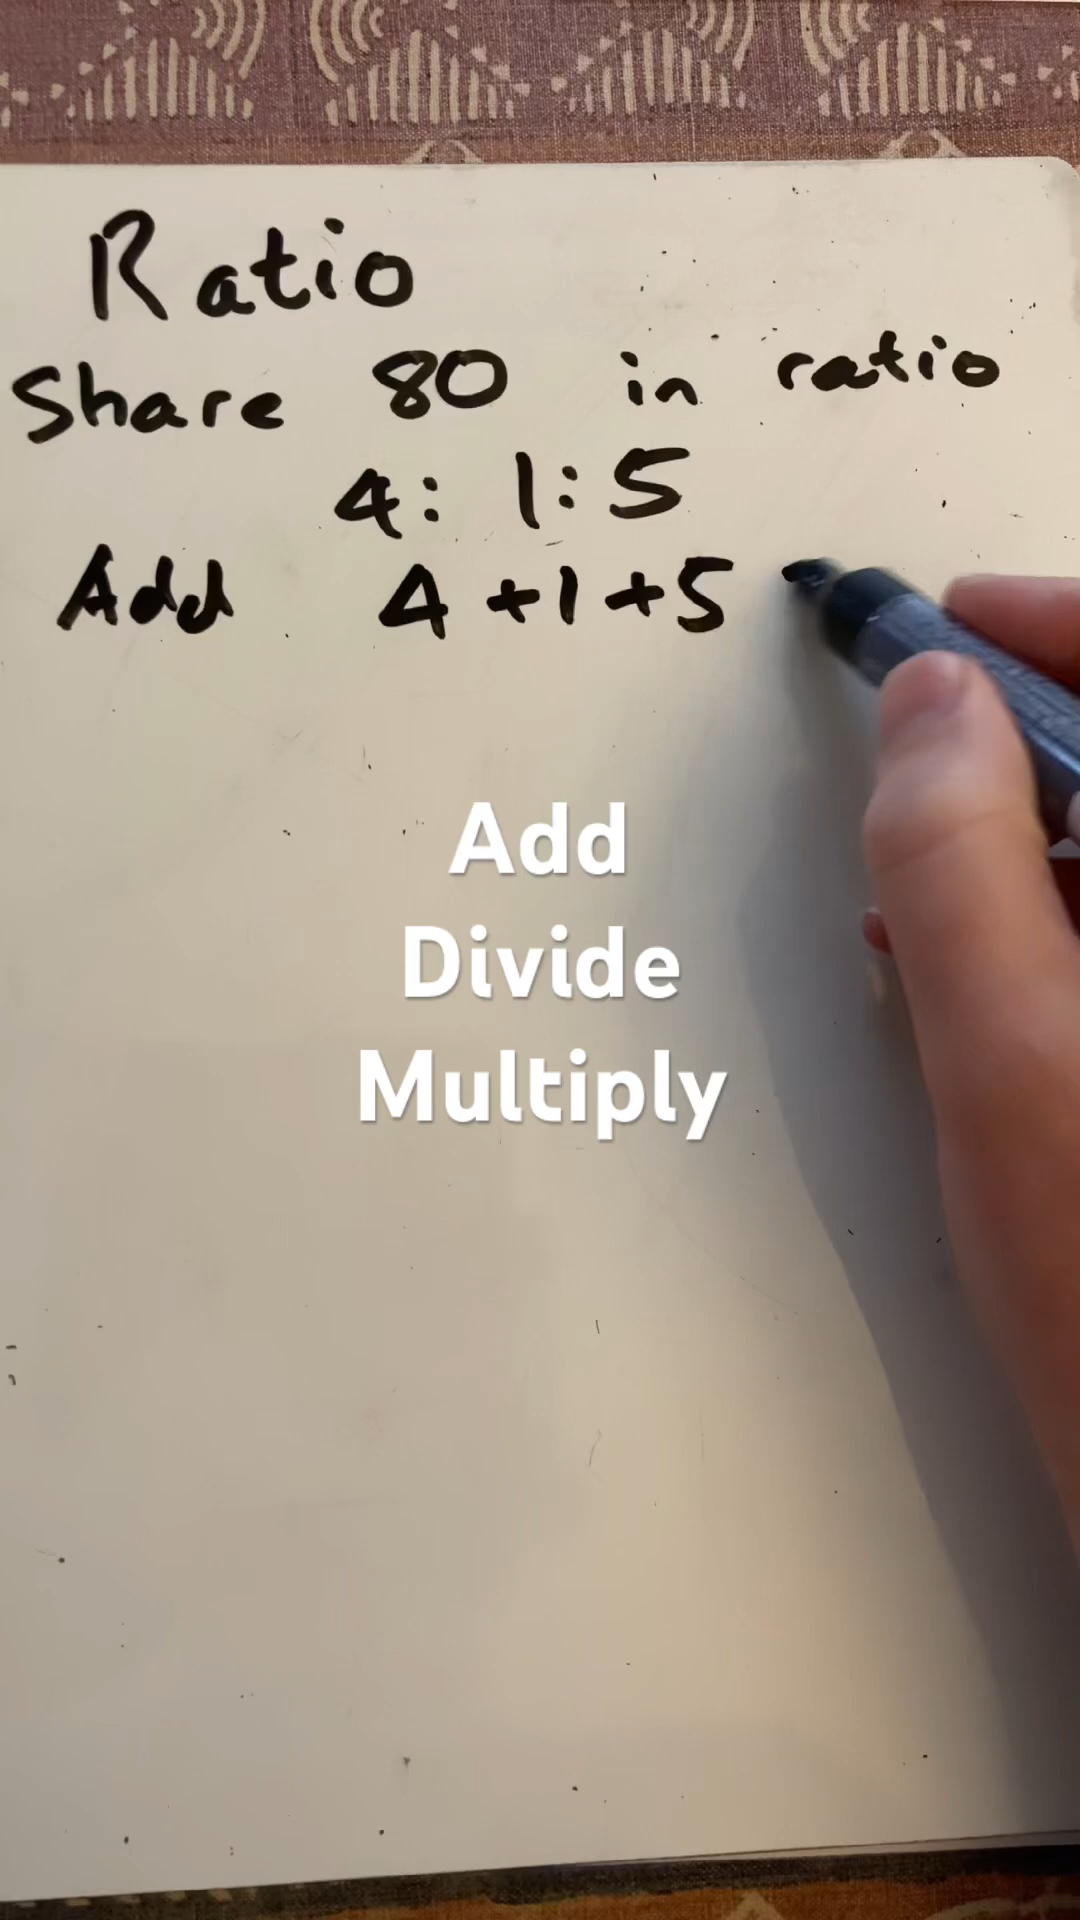 Ratio
Share 80 in ratio
4: 1:5
Add 4+1+5
Add
Divide
Multiply